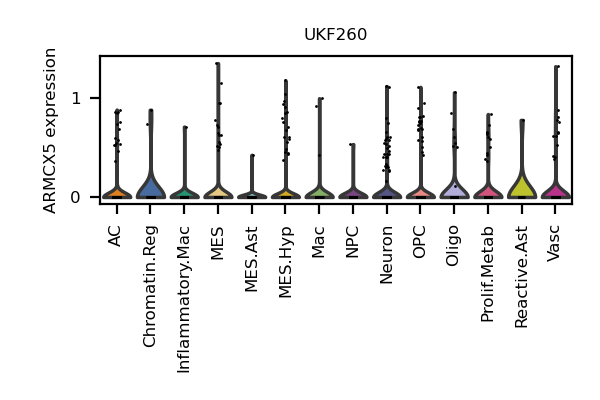 UKF260
ARMCX5 expression
1
0
AC
Chromatin.Reg
Inflammatory.Mac
MES
MES.Ast
MES.Hyp
Mac
NPC
Neuron
OPC
Oligo
Prolif.Metab
Reactive.Ast
Vasc